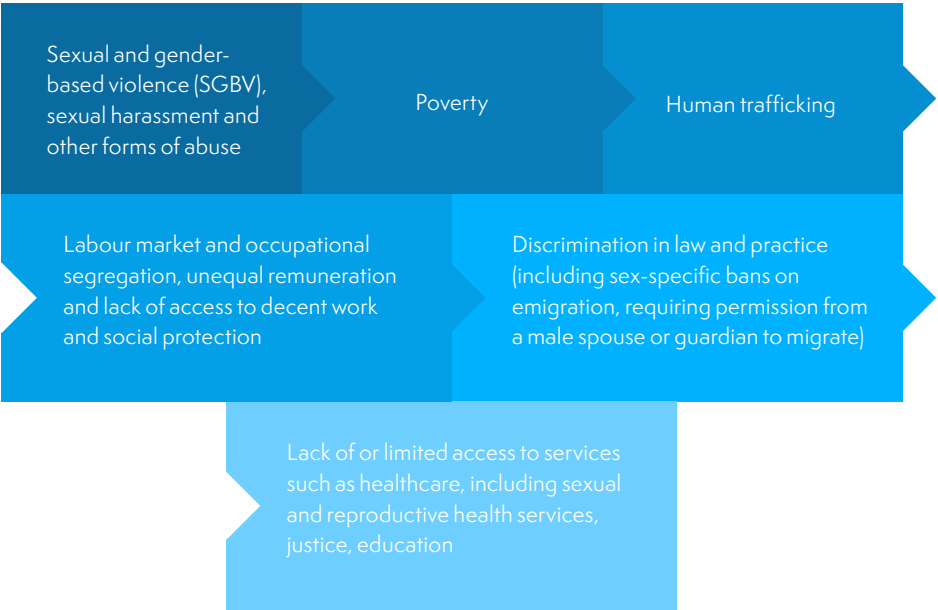 Sexual and gender-
based violence (SGBV),
sexual harassment and
other forms of abuse
Poverty
Human trafficking
Labour market and occupational
segregation, unequal remuneration
and lack of access to decent work
and social protection
Discrimination in law and practice
(including sex-specific bans on
emigration, requiring permission from
a male spouse or guardian to migrate)
Lack of or limited access to services
such as healthcare, including sexual
and reproductive health services,
justice, education